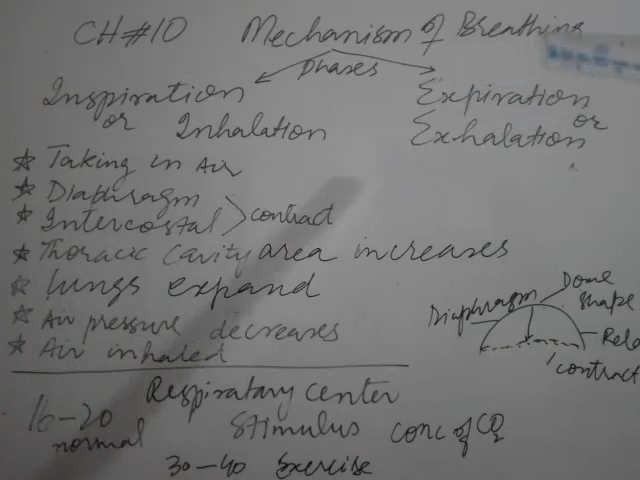 CH#10 Mechanism of Breathing
Phases
Inspiration
or Inhalation
Expiration
or
Exhalation
Taking in Air
Diaphragm
Intercostal
contract
Thoracic cavity area increases
Lungs expand
Air pressure decreases
Air inhaled
Diaphragm
Dome
shape
Rela
contract
Respiratary center
16-20
normal
Stimulus conc of CO2
30-40 Exercise